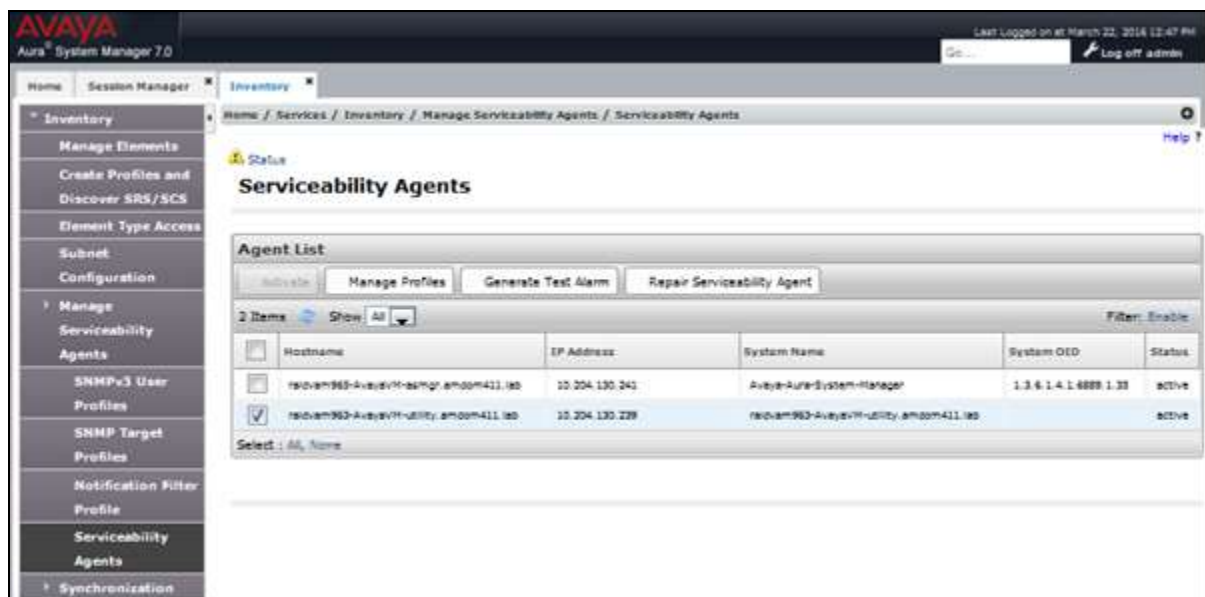 AVAYA
Aura® System Manager 7.0
Last Logged on at March 22, 2016 12:47 PM
Go...
Log off admin
Home
Session Manager
Inventory
Inventory
Manage Elements
Create Profiles and
Discover SRS/SCS
Element Type Access
Subnet
Configuration
Manage
Serviceability
Agents
SNMPv3 User
Profiles
SNMP Target
Profiles
Notification Filter
Profile
Serviceability
Agents
Synchronization
Home / Services / Inventory / Manage Serviceability Agents / Serviceability Agents
Help ?
Status
Serviceability Agents
Agent List
Activate Manage Profiles Generate Test Alarm Repair Serviceability Agent
2 Items Show All Filter: Enable
Hostname IP Address System Name System OID Status
10.204.130.241 Avaya-Aura-System-Manager 1.3.6.1.4.1.6889.1.35 active
10.204.130.239 active
Select : All, None